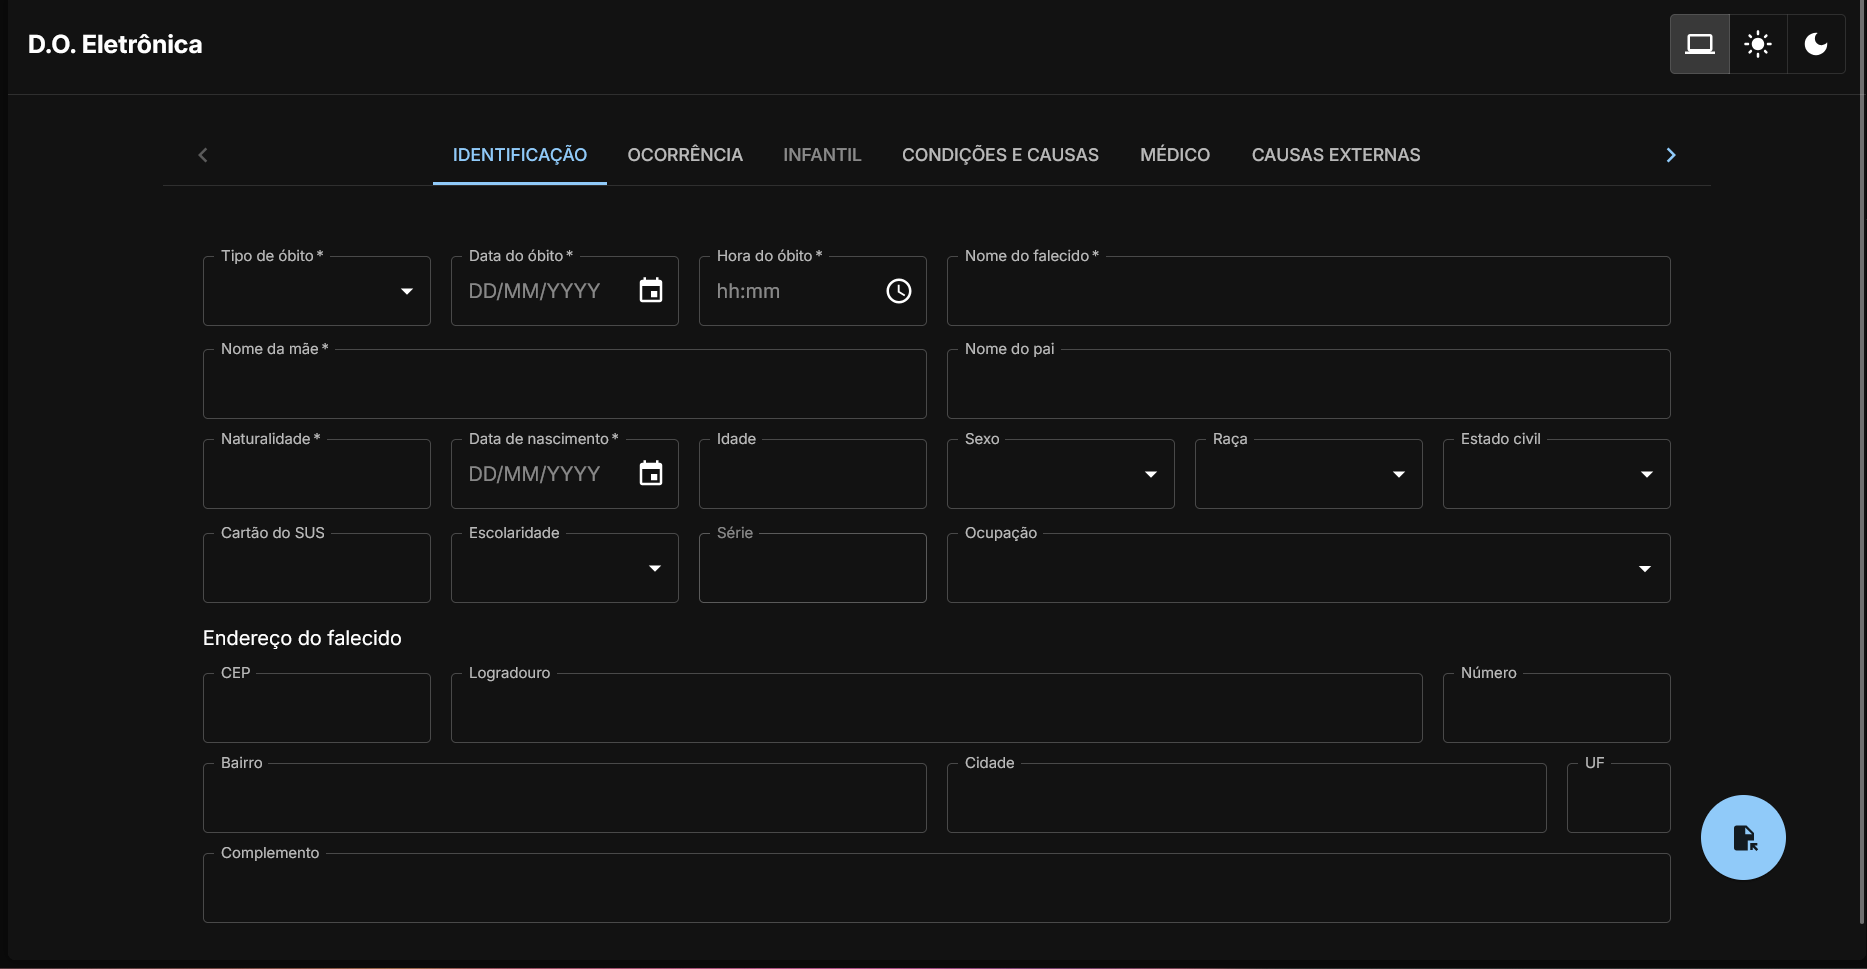 D.O. Eletrônica
IDENTIFICAÇÃO OCORRÊNCIA INFANTIL CONDIÇÕES E CAUSAS MÉDICO CAUSAS EXTERNAS
Tipo de óbito * Data do óbito * Hora do óbito * Nome do falecido *
DD/MM/YYYY hh:mm
Nome da mãe * Nome do pai
Naturalidade * Data de nascimento * Idade Sexo Raça Estado civil
DD/MM/YYYY
Cartão do SUS Escolaridade Série Ocupação
Endereço do falecido
CEP Logradouro Número
Bairro Cidade UF
Complemento